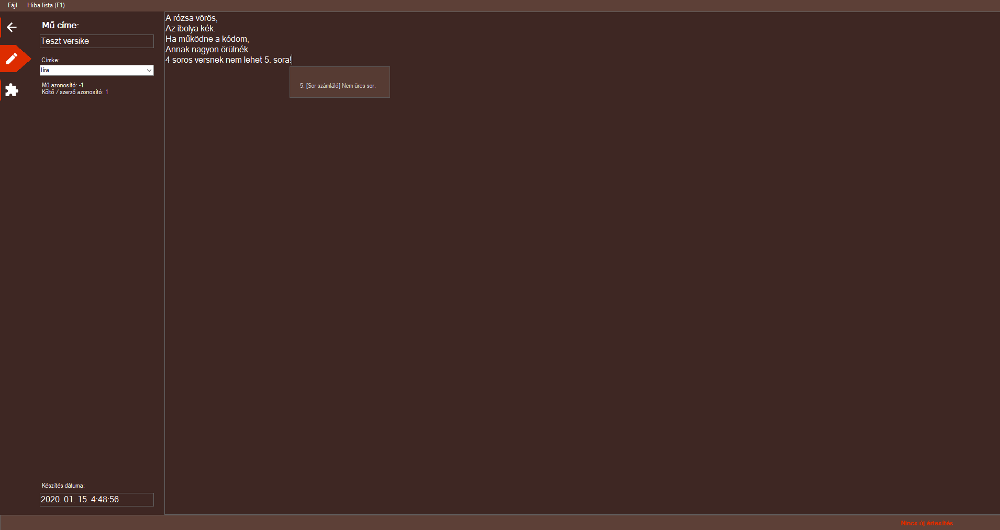 Fájl Hiba lista (F1)
Mű címe:
Teszt versike
Címke:
líra
Mű azonosító: -1
Költő / szerző azonosító: 1
Készítés dátuma:
2020. 01. 15. 4:48:56
A rózsa vörös,
Az ibolya kék.
Ha működne a kódom,
Annak nagyon örülnék.
4 soros versnek nem lehet 5. sora!
5. [Sor számláló] Nem üres sor.
Nincs új értesítés